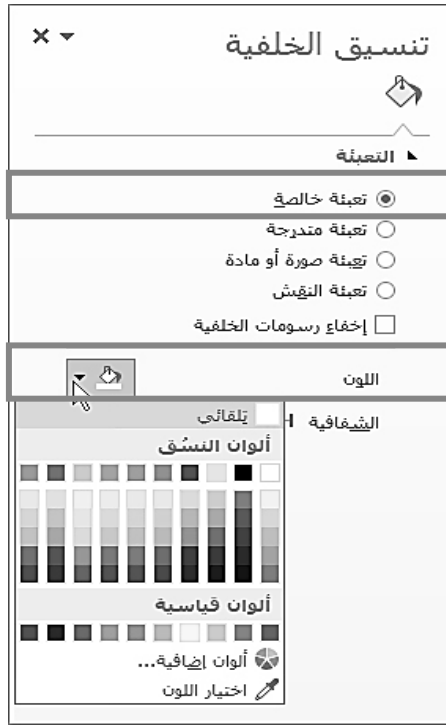 تنسيق الخلفية
التعبئة
تعبئة خالصة
تعبئة متدرجة
تعبئة صورة أو مادة
تعبئة النقش
إخفاء رسومات الخلفية
اللون
الشفافية
تلقائي
ألوان النسُق
ألوان قياسية
ألوان إضافية...
اختيار اللون